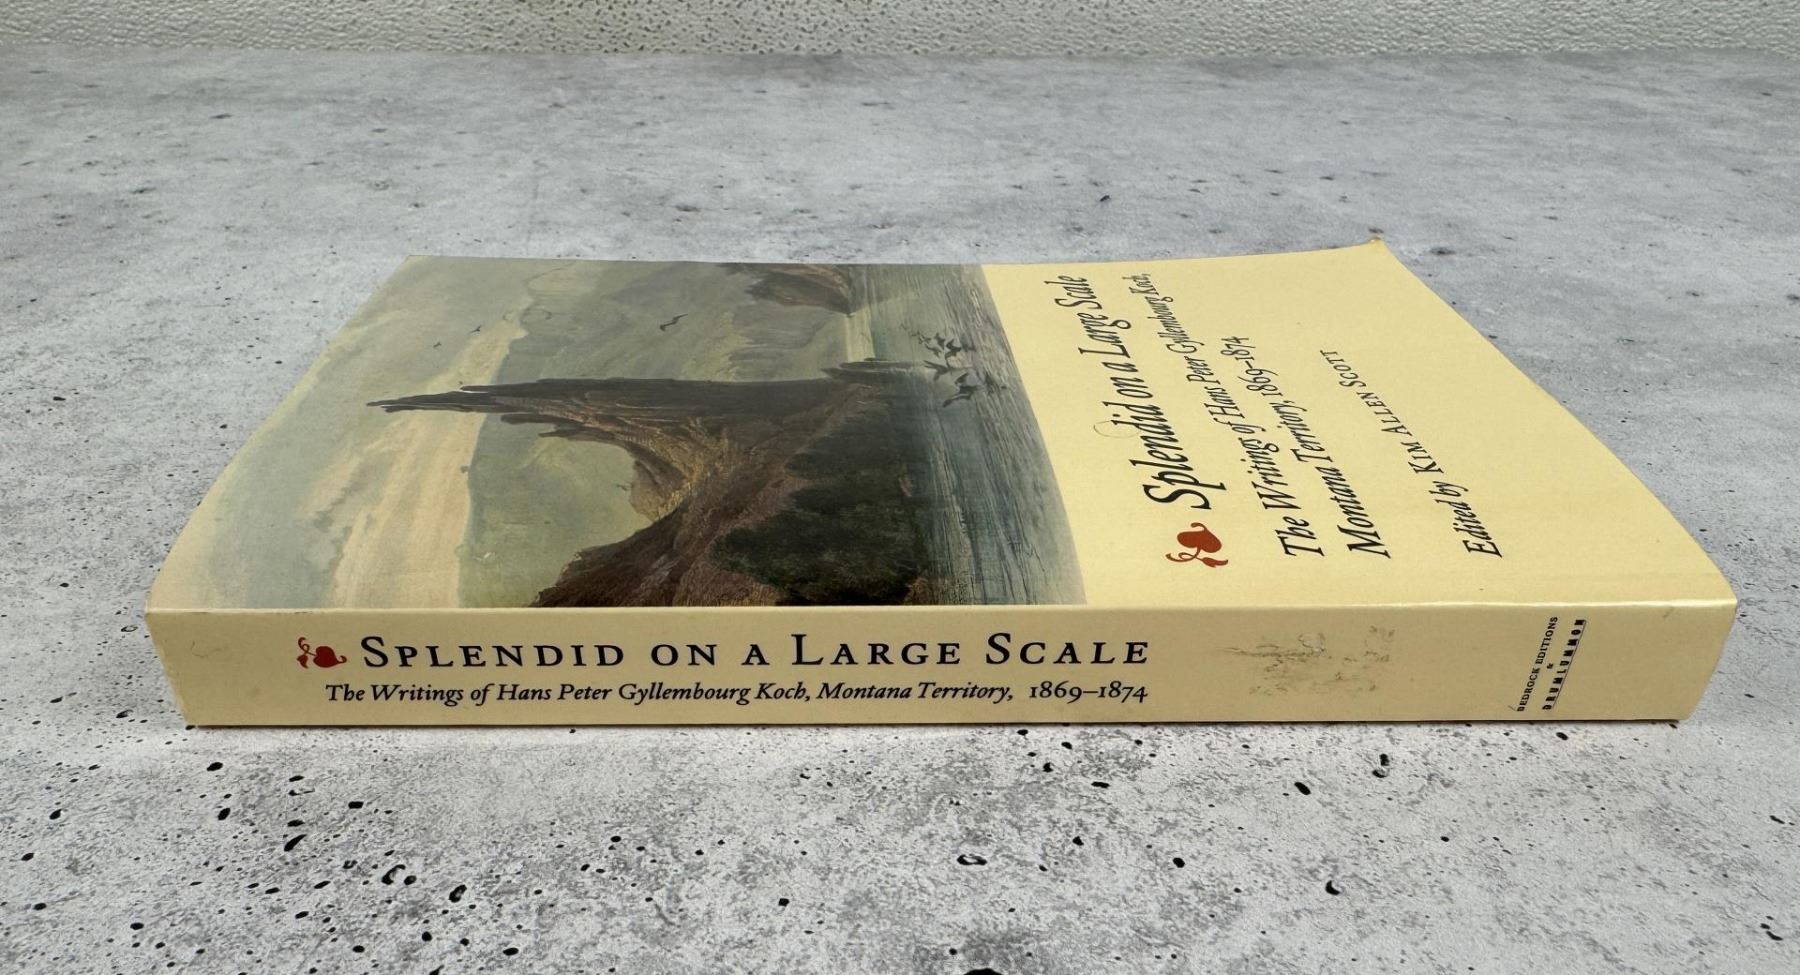 Splendid on a Large Scale
The Writings of Hans Peter Gyllembourg Koch,
Montana Territory, 1869–1874
Edited by Kim Allen Scott
Splendid on a Large Scale
The Writings of Hans Peter Gyllembourg Koch, Montana Territory, 1869–1874
BEDROCK EDITIONS
&
DRUMLUMMON